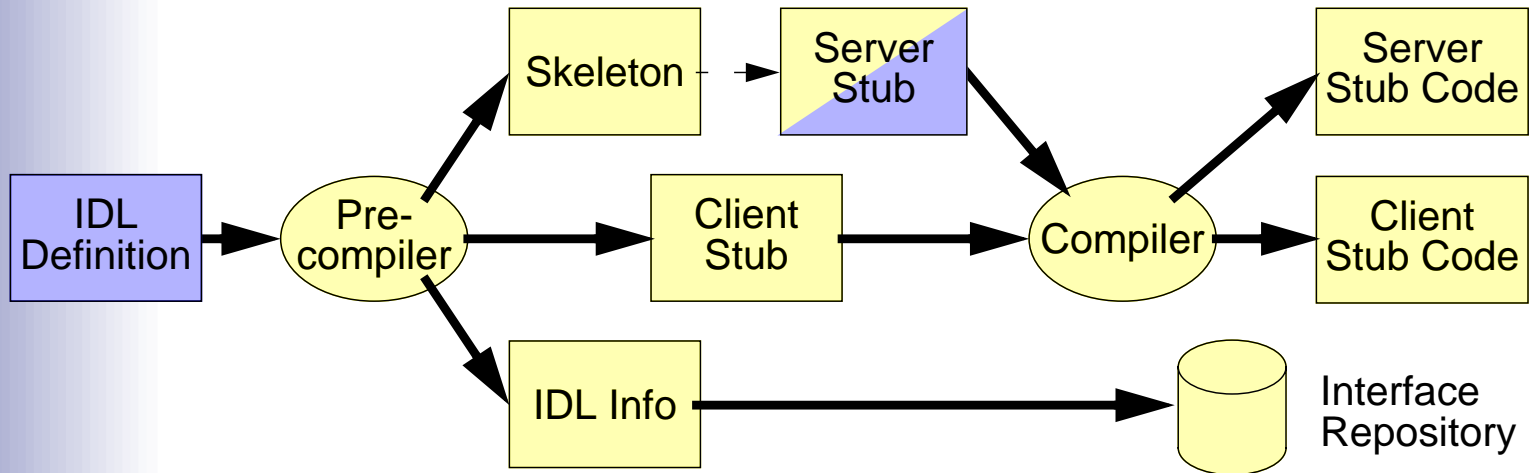 Skeleton
Server
Stub
Server
Stub Code
IDL
Definition
Pre-
compiler
Client
Stub
Compiler
Client
Stub Code
IDL Info
Interface
Repository